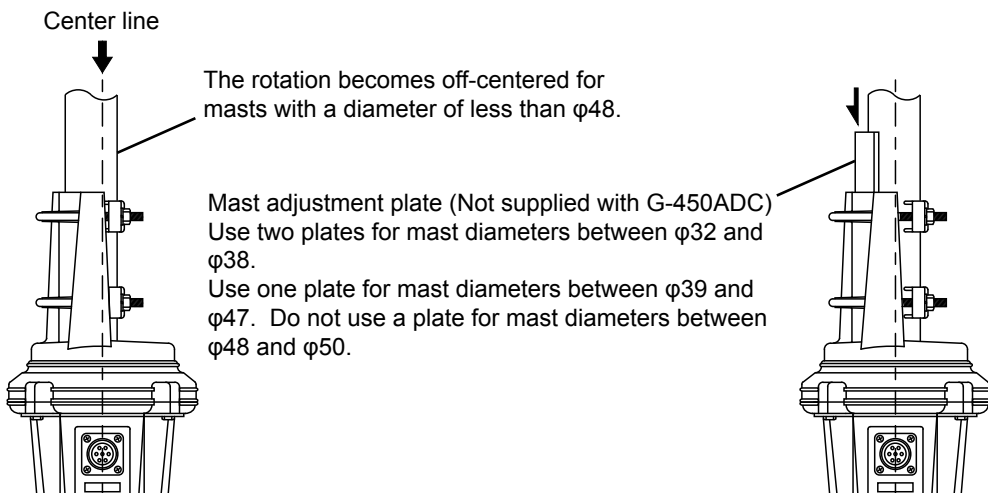 Center line
The rotation becomes off-centered for
masts with a diameter of less than φ48.
Mast adjustment plate (Not supplied with G-450ADC)
Use two plates for mast diameters between φ32 and
φ38.
Use one plate for mast diameters between φ39 and
φ47.  Do not use a plate for mast diameters between
φ48 and φ50.